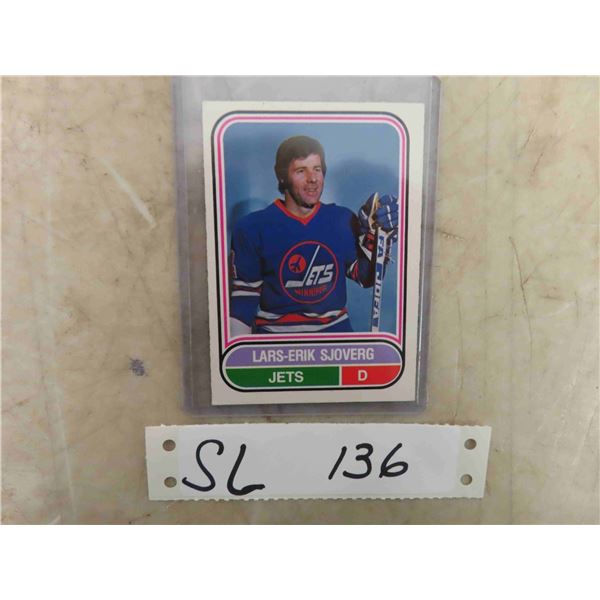 JETS
WINNIPEG
LARS-ERIK SJOVERG
JETS D
SL 136